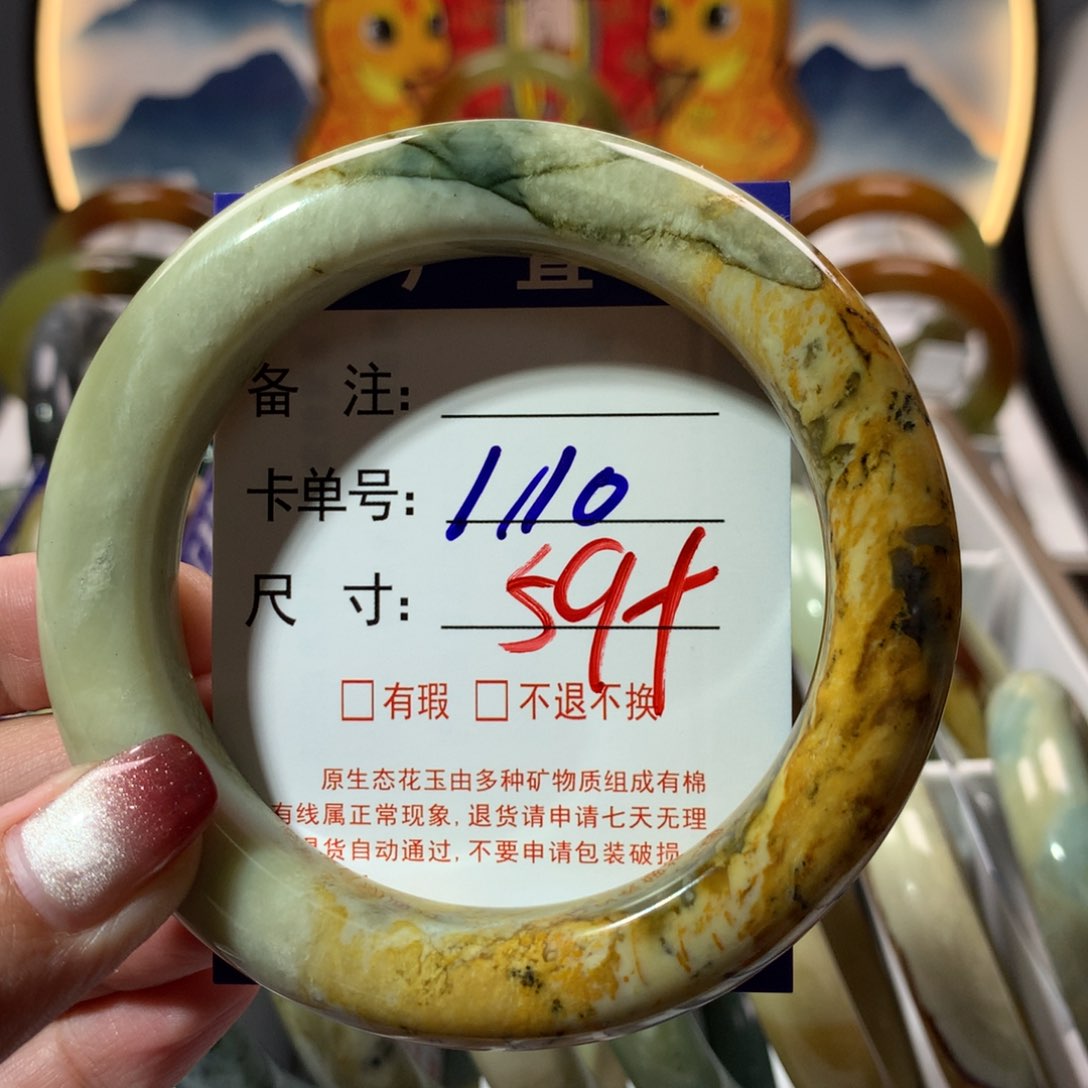 备 注:
卡单号: 1110
尺 寸: 59+
□有瑕 □不退不换
原生态花玉由多种矿物质组成有棉
有线属正常现象,退货请申请七天无理
退货自动通过,不要申请包装破损